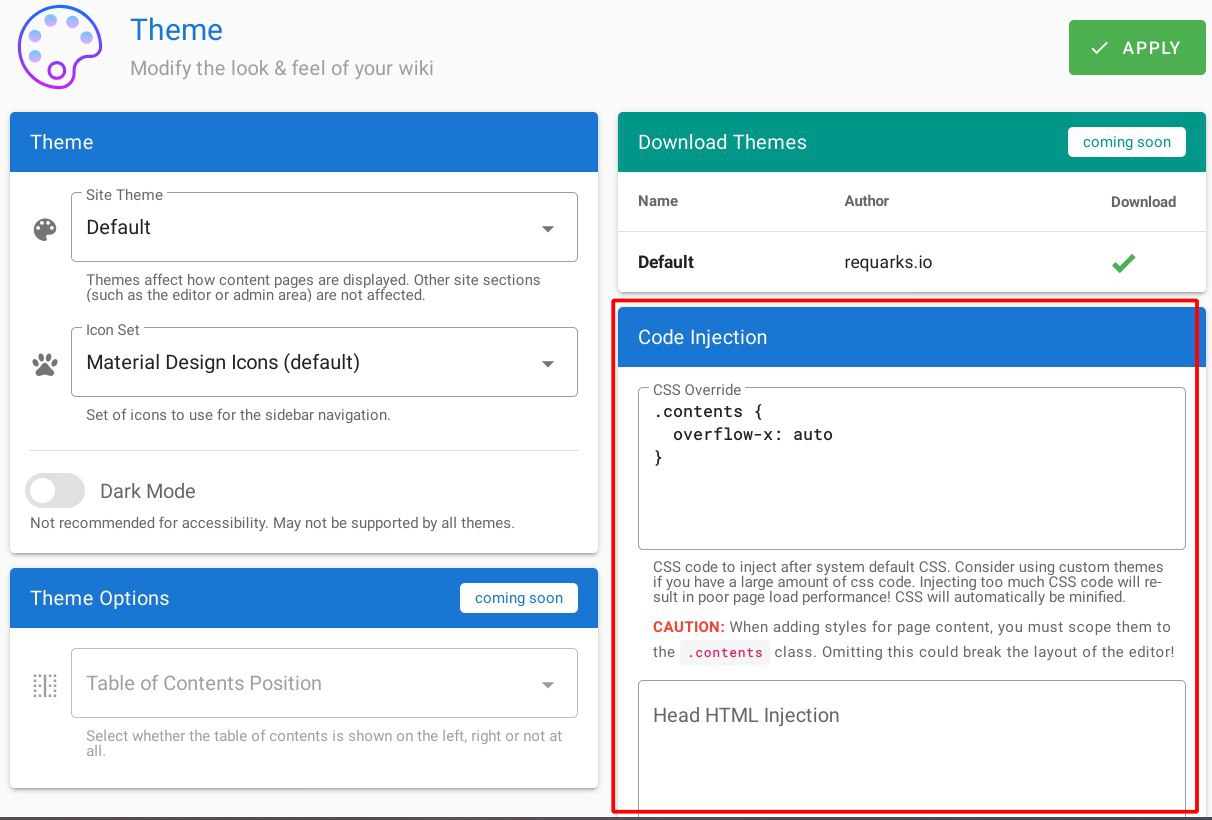 Theme
Modify the look & feel of your wiki
APPLY
Theme
Site Theme
Default
Themes affect how content pages are displayed. Other site sections
(such as the editor or admin area) are not affected.
Icon Set
Material Design Icons (default)
Set of icons to use for the sidebar navigation.
Dark Mode
Not recommended for accessibility. May not be supported by all themes.
Theme Options
coming soon
Table of Contents Position
Select whether the table of contents is shown on the left, right or not at
all.
Download Themes
coming soon
Name Author Download
Default requarks.io
Code Injection
CSS Override
.contents {
  overflow-x: auto
}
CSS code to inject after system default CSS. Consider using custom themes
if you have a large amount of css code. Injecting too much CSS code will re-
sult in poor page load performance! CSS will automatically be minified.
CAUTION: When adding styles for page content, you must scope them to
the .contents class. Omitting this could break the layout of the editor!
Head HTML Injection